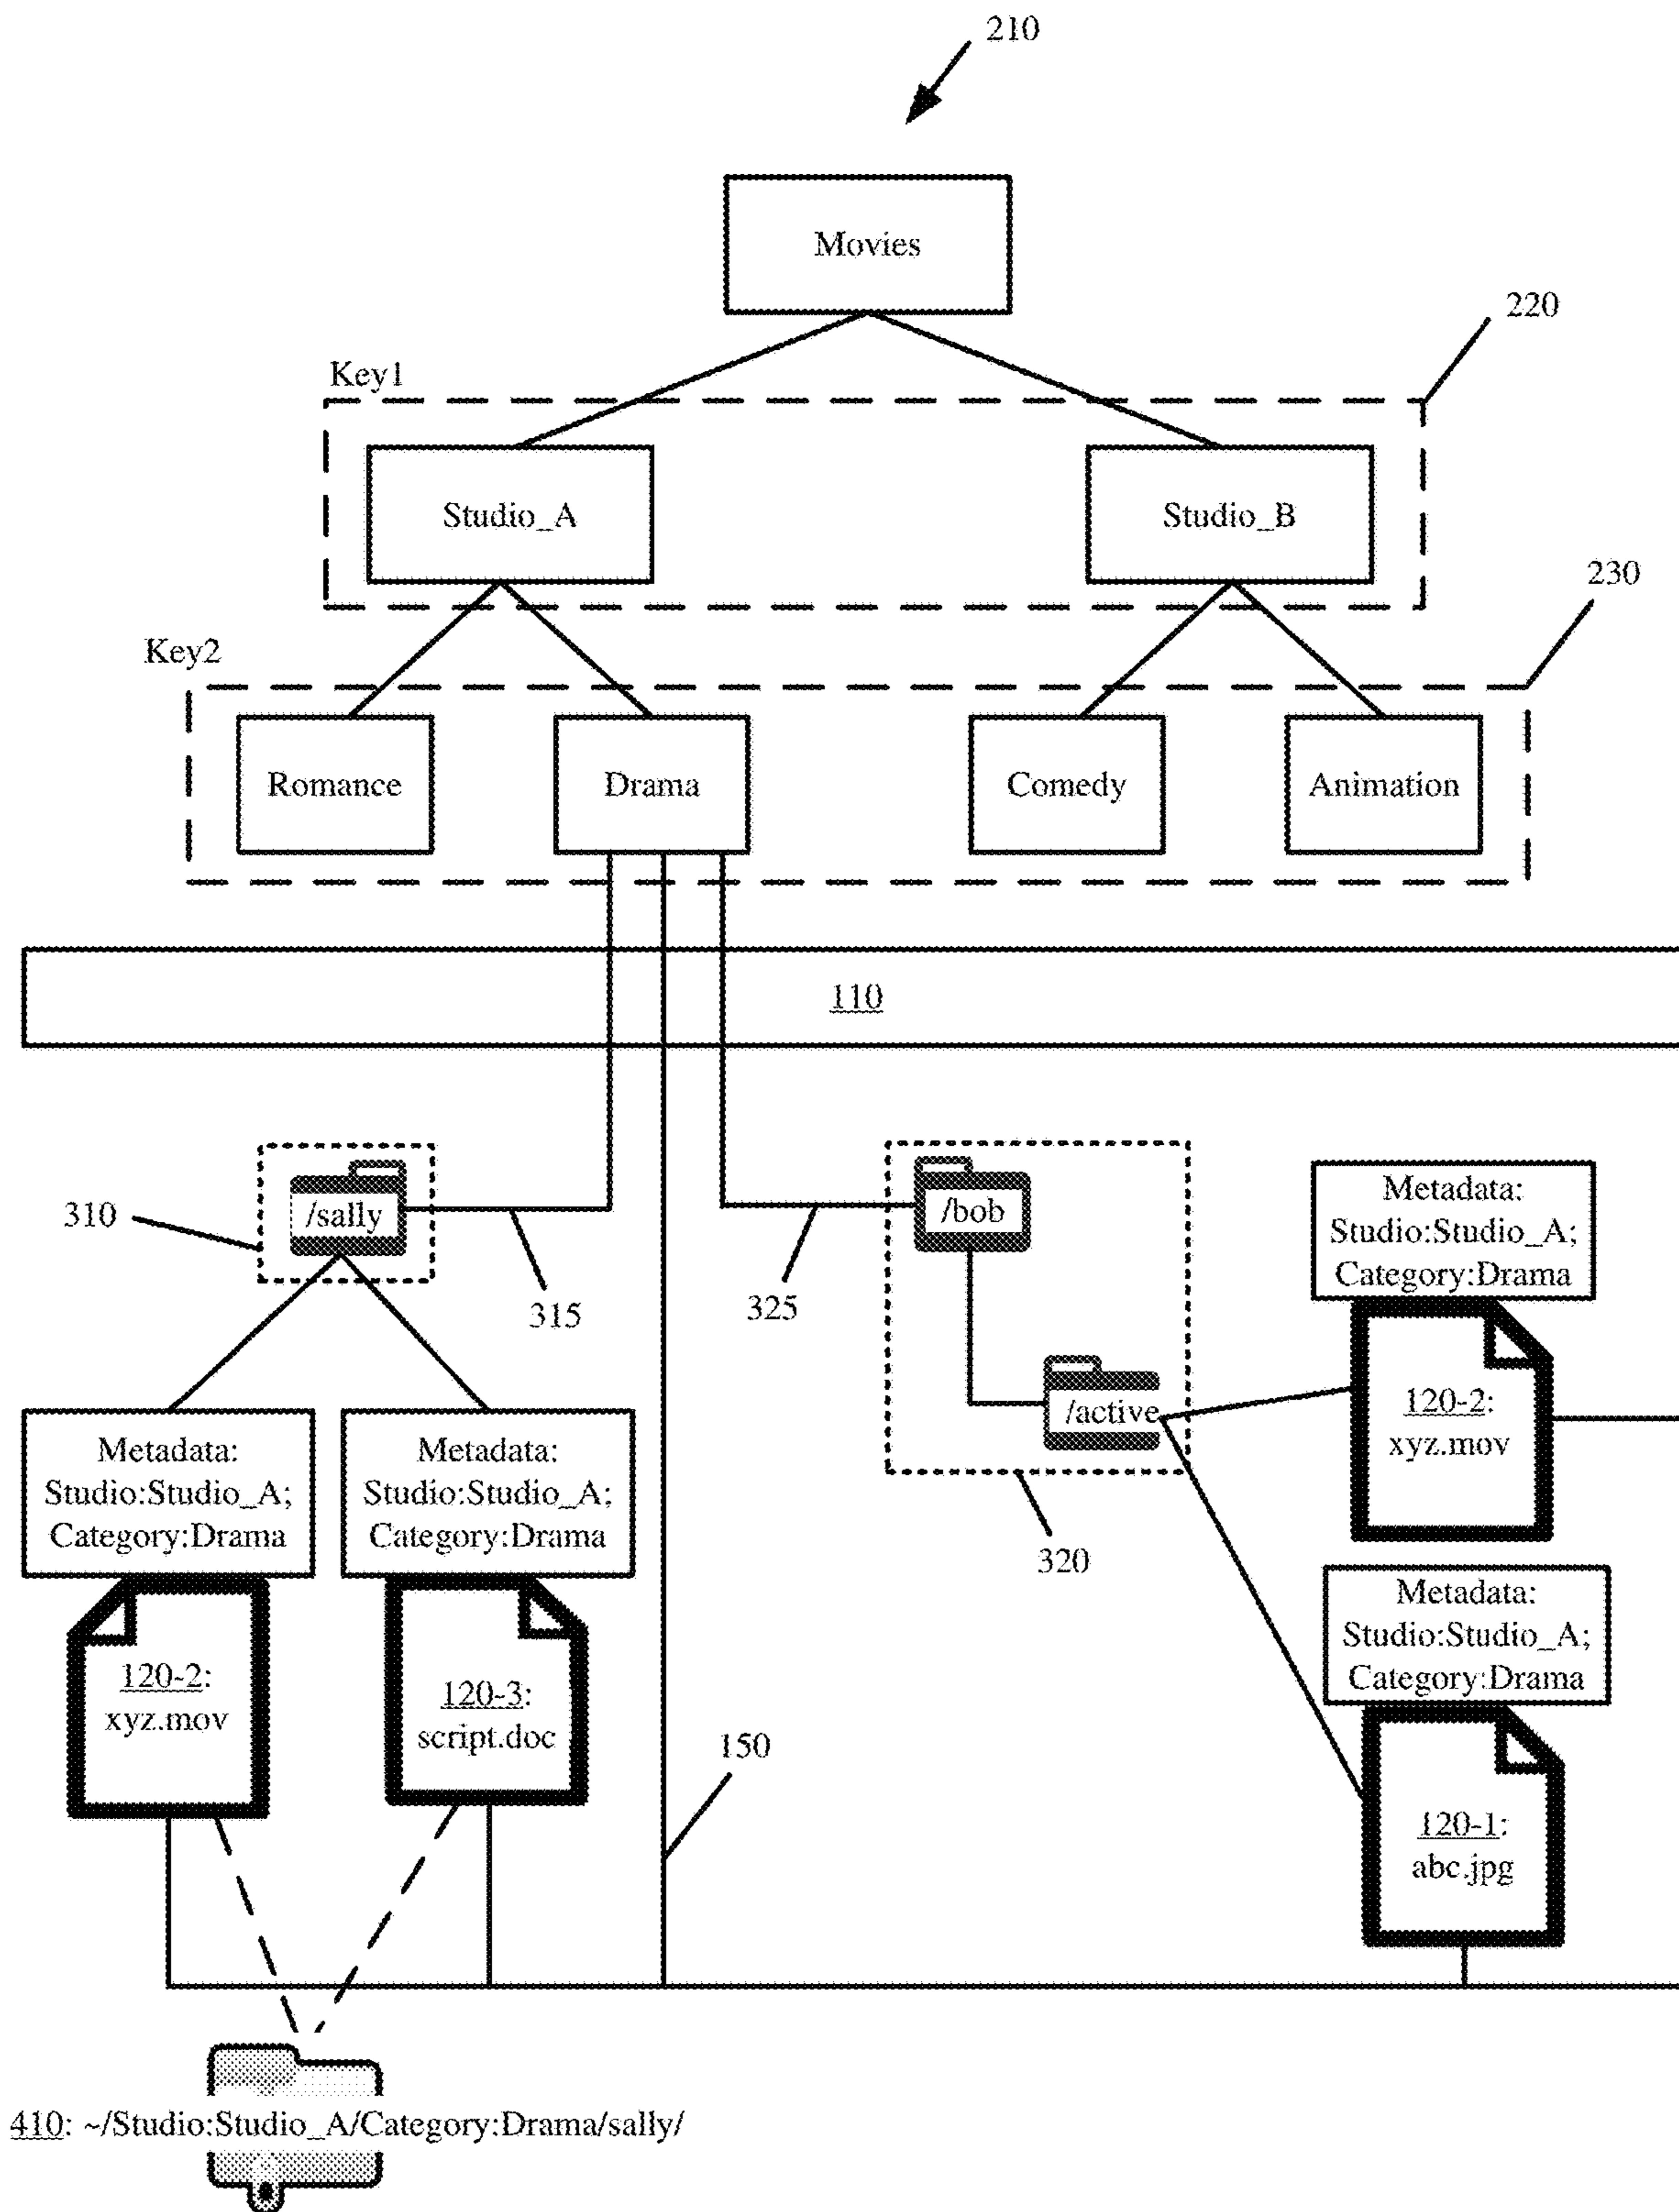 210
Movies
220
Key1
Studio_A
Studio_B
230
Key2
Romance
Drama
Comedy
Animation
110
310
/sally
315
325
/bob
/active
320
Metadata:
Studio:Studio_A;
Category:Drama
120-2:
xyz.mov
Metadata:
Studio:Studio_A;
Category:Drama
120-2:
xyz.mov
Metadata:
Studio:Studio_A;
Category:Drama
120-3:
script.doc
150
Metadata:
Studio:Studio_A;
Category:Drama
120-1:
abc.jpg
410: ~/Studio:Studio_A/Category:Drama/sally/